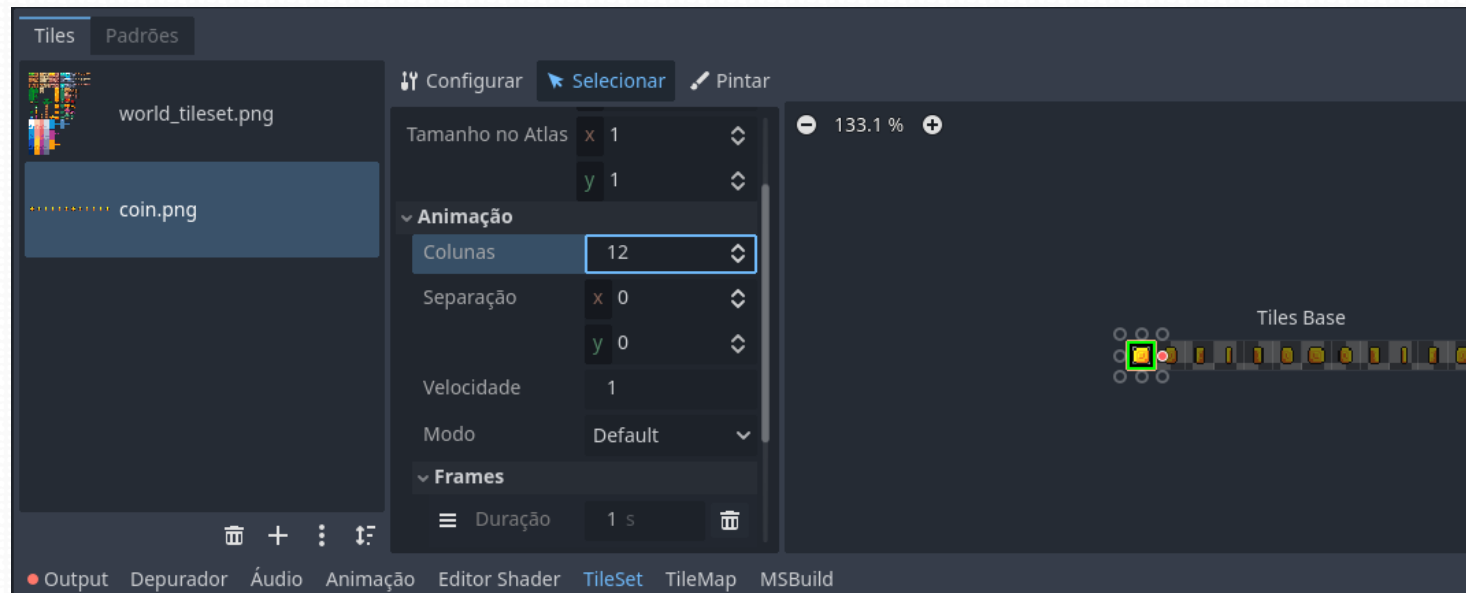 Tiles Padrões
world_tileset.png
coin.png
Configurar Selecionar Pintar
Tamanho no Atlas x 1
y 1
Animação
Colunas 12
Separação x 0
y 0
Velocidade 1
Modo Default
Frames
Duração 1 s
133.1 %
Tiles Base
Output Depurador Áudio Animação Editor Shader TileSet TileMap MSBuild